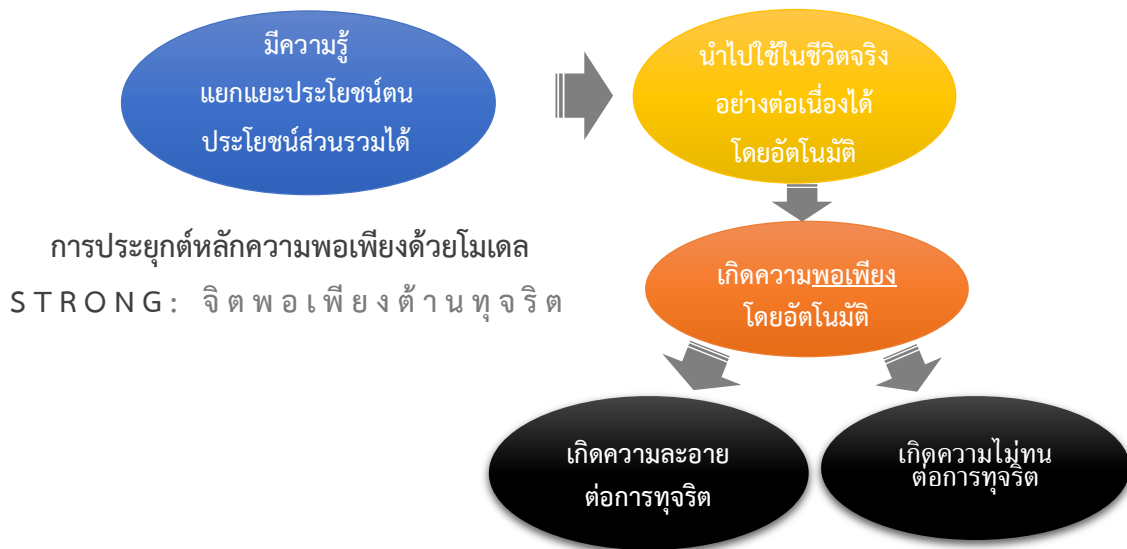 มีความรู้
แยกแยะประโยชน์ตน
ประโยชน์ส่วนรวมได้
นำไปใช้ในชีวิตจริง
อย่างต่อเนื่องได้
โดยอัตโนมัติ
การประยุกต์หลักความพอเพียงด้วยโมเดล
STRONG: จิตพอเพียงต้านทุจริต
เกิดความพอเพียง
โดยอัตโนมัติ
เกิดความละอาย
ต่อการทุจริต
เกิดความไม่ทน
ต่อการทุจริต